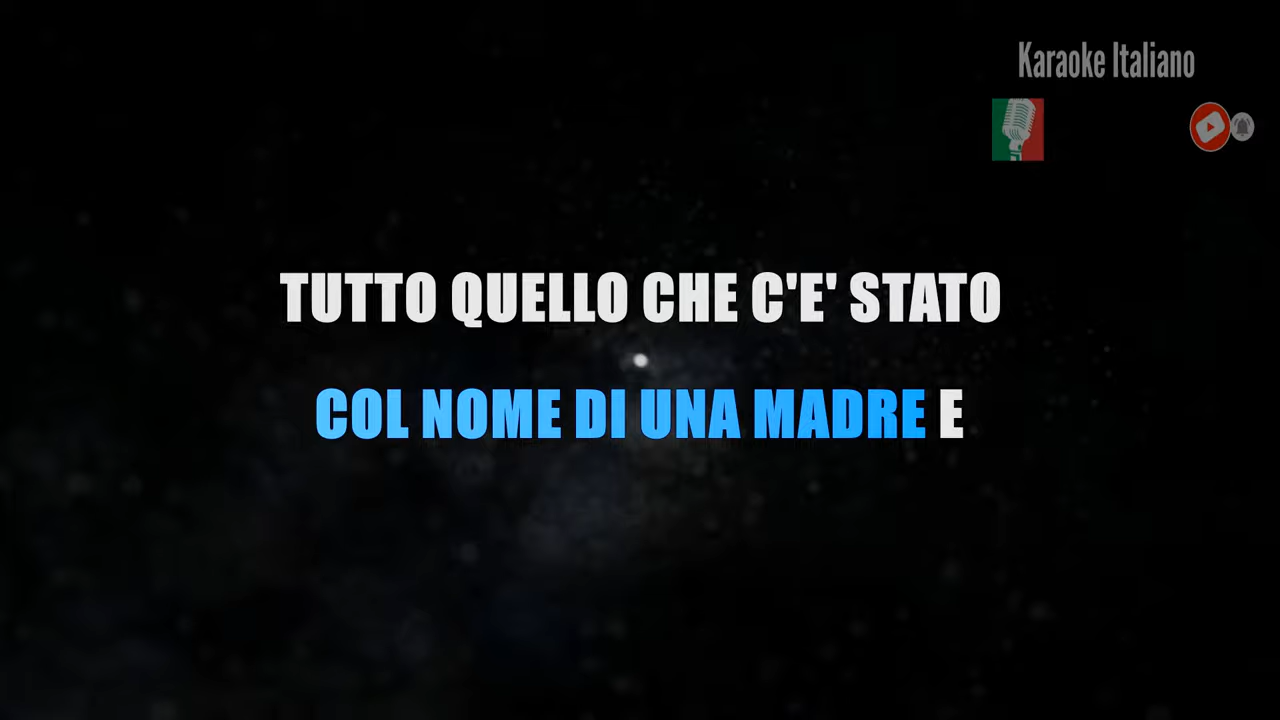 Karaoke Italiano
TUTTO QUELLO CHE C'E' STATO
COL NOME DI UNA MADRE E